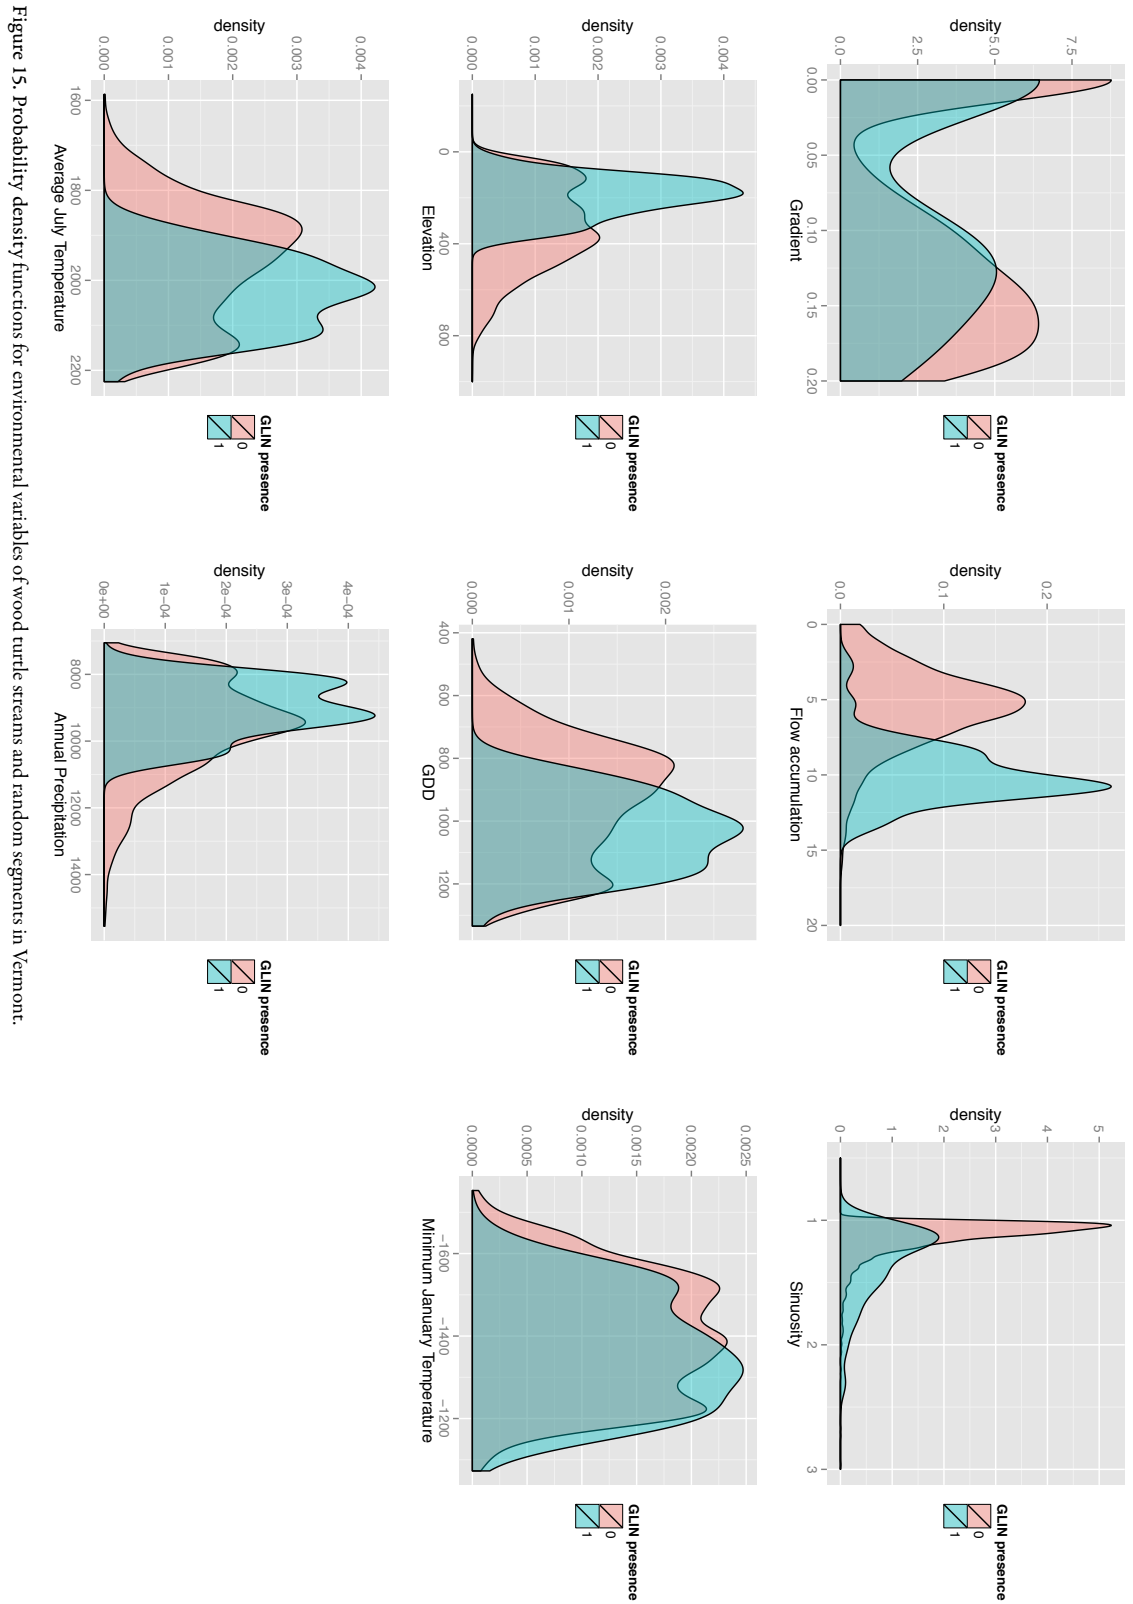 density
7.5
5.0
2.5
0.0
0.00
0.05
0.10
0.15
0.20
Gradient
GLIN presence
0
1
density
0.2
0.1
0.0
0
5
10
15
20
Flow accumulation
GLIN presence
0
1
density
5
4
3
2
1
0
1
2
3
Sinuosity
GLIN presence
0
1
density
0.004
0.003
0.002
0.001
0.000
0
400
800
Elevation
GLIN presence
0
1
density
0.002
0.001
0.000
400
600
800
1000
1200
GDD
GLIN presence
0
1
density
0.0025
0.0020
0.0015
0.0010
0.0005
0.0000
−1600
−1400
−1200
Minimum January Temperature
GLIN presence
0
1
density
0.004
0.003
0.002
0.001
0.000
1600
1800
2000
2200
Average July Temperature
GLIN presence
0
1
density
4e−04
3e−04
2e−04
1e−04
0e+00
8000
10000
12000
14000
Annual Precipitation
GLIN presence
0
1
Figure 15. Probability density functions for environmental variables of wood turtle streams and random segments in Vermont.